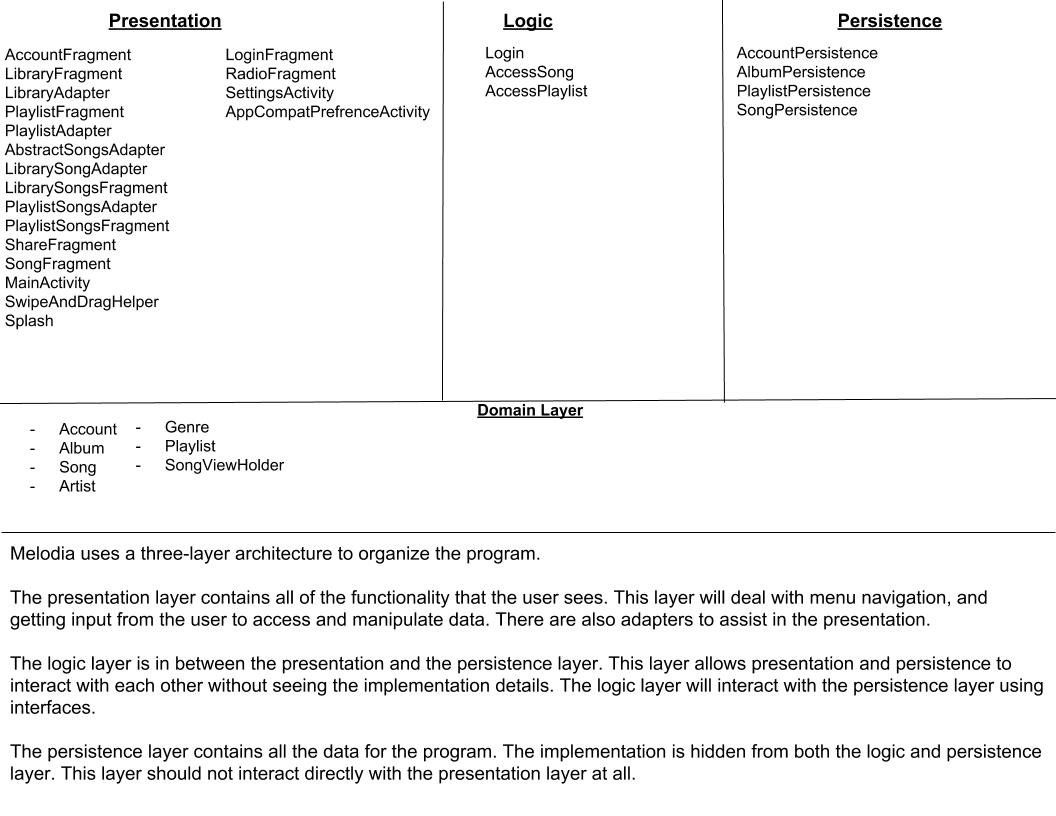 Presentation
AccountFragment
LibraryFragment
LibraryAdapter
PlaylistFragment
PlaylistAdapter
AbstractSongsAdapter
LibrarySongAdapter
LibrarySongsFragment
PlaylistSongsAdapter
PlaylistSongsFragment
ShareFragment
SongFragment
MainActivity
SwipeAndDragHelper
Splash
LoginFragment
RadioFragment
SettingsActivity
AppCompatPrefrenceActivity
Logic
Login
AccessSong
AccessPlaylist
Persistence
AccountPersistence
AlbumPersistence
PlaylistPersistence
SongPersistence
Domain Layer
- Account
- Album
- Song
- Artist
- Genre
- Playlist
- SongViewHolder
Melodia uses a three-layer architecture to organize the program.
The presentation layer contains all of the functionality that the user sees. This layer will deal with menu navigation, and
getting input from the user to access and manipulate data. There are also adapters to assist in the presentation.
The logic layer is in between the presentation and the persistence layer. This layer allows presentation and persistence to
interact with each other without seeing the implementation details. The logic layer will interact with the persistence layer using
interfaces.
The persistence layer contains all the data for the program. The implementation is hidden from both the logic and persistence
layer. This layer should not interact directly with the presentation layer at all.